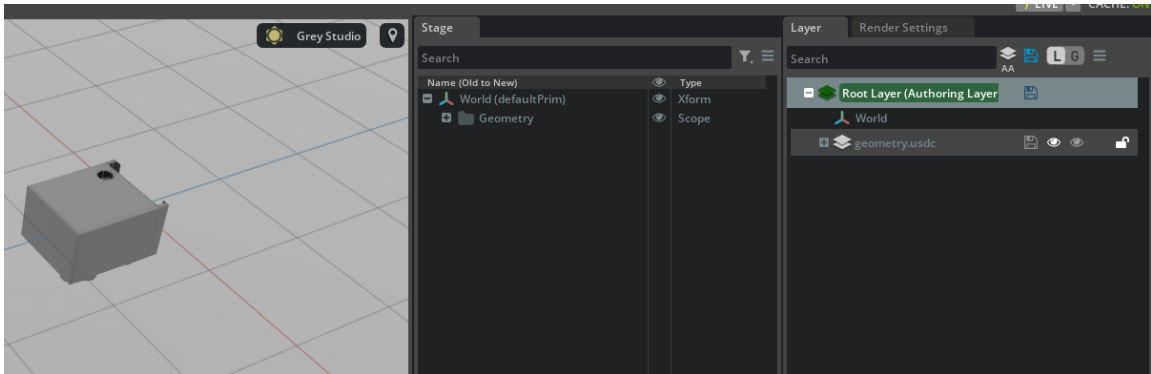 LIVE
CACHE: ON
Grey Studio
Stage
Search
Name (Old to New)
Type
World (defaultPrim)
Xform
Geometry
Scope
Layer
Render Settings
Search
AA
L
G
Root Layer (Authoring Layer
World
geometry.usdc